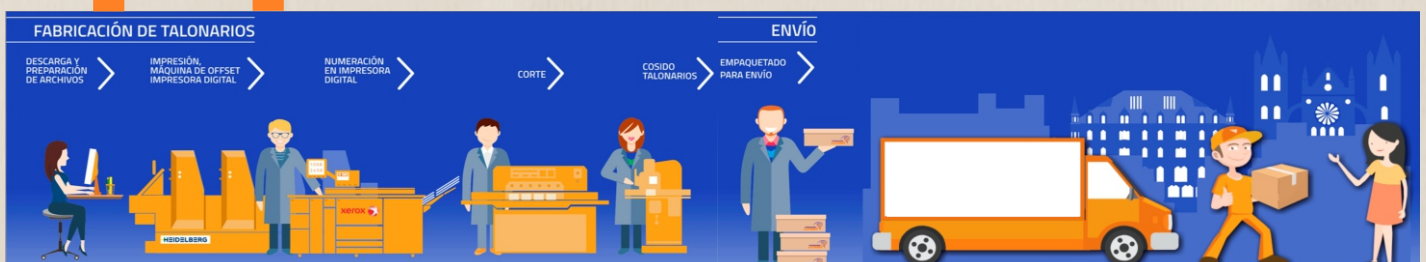 FABRICACIÓN DE TALONARIOS
ENVÍO
DESCARGA Y
PREPARACIÓN
DE ARCHIVOS
IMPRESIÓN,
MÁQUINA DE OFFSET
IMPRESORA DIGITAL
NUMERACIÓN
EN IMPRESORA
DIGITAL
CORTE
COSIDO
TALONARIOS
EMPAQUETADO
PARA ENVÍO
HEIDELBERG
xerox